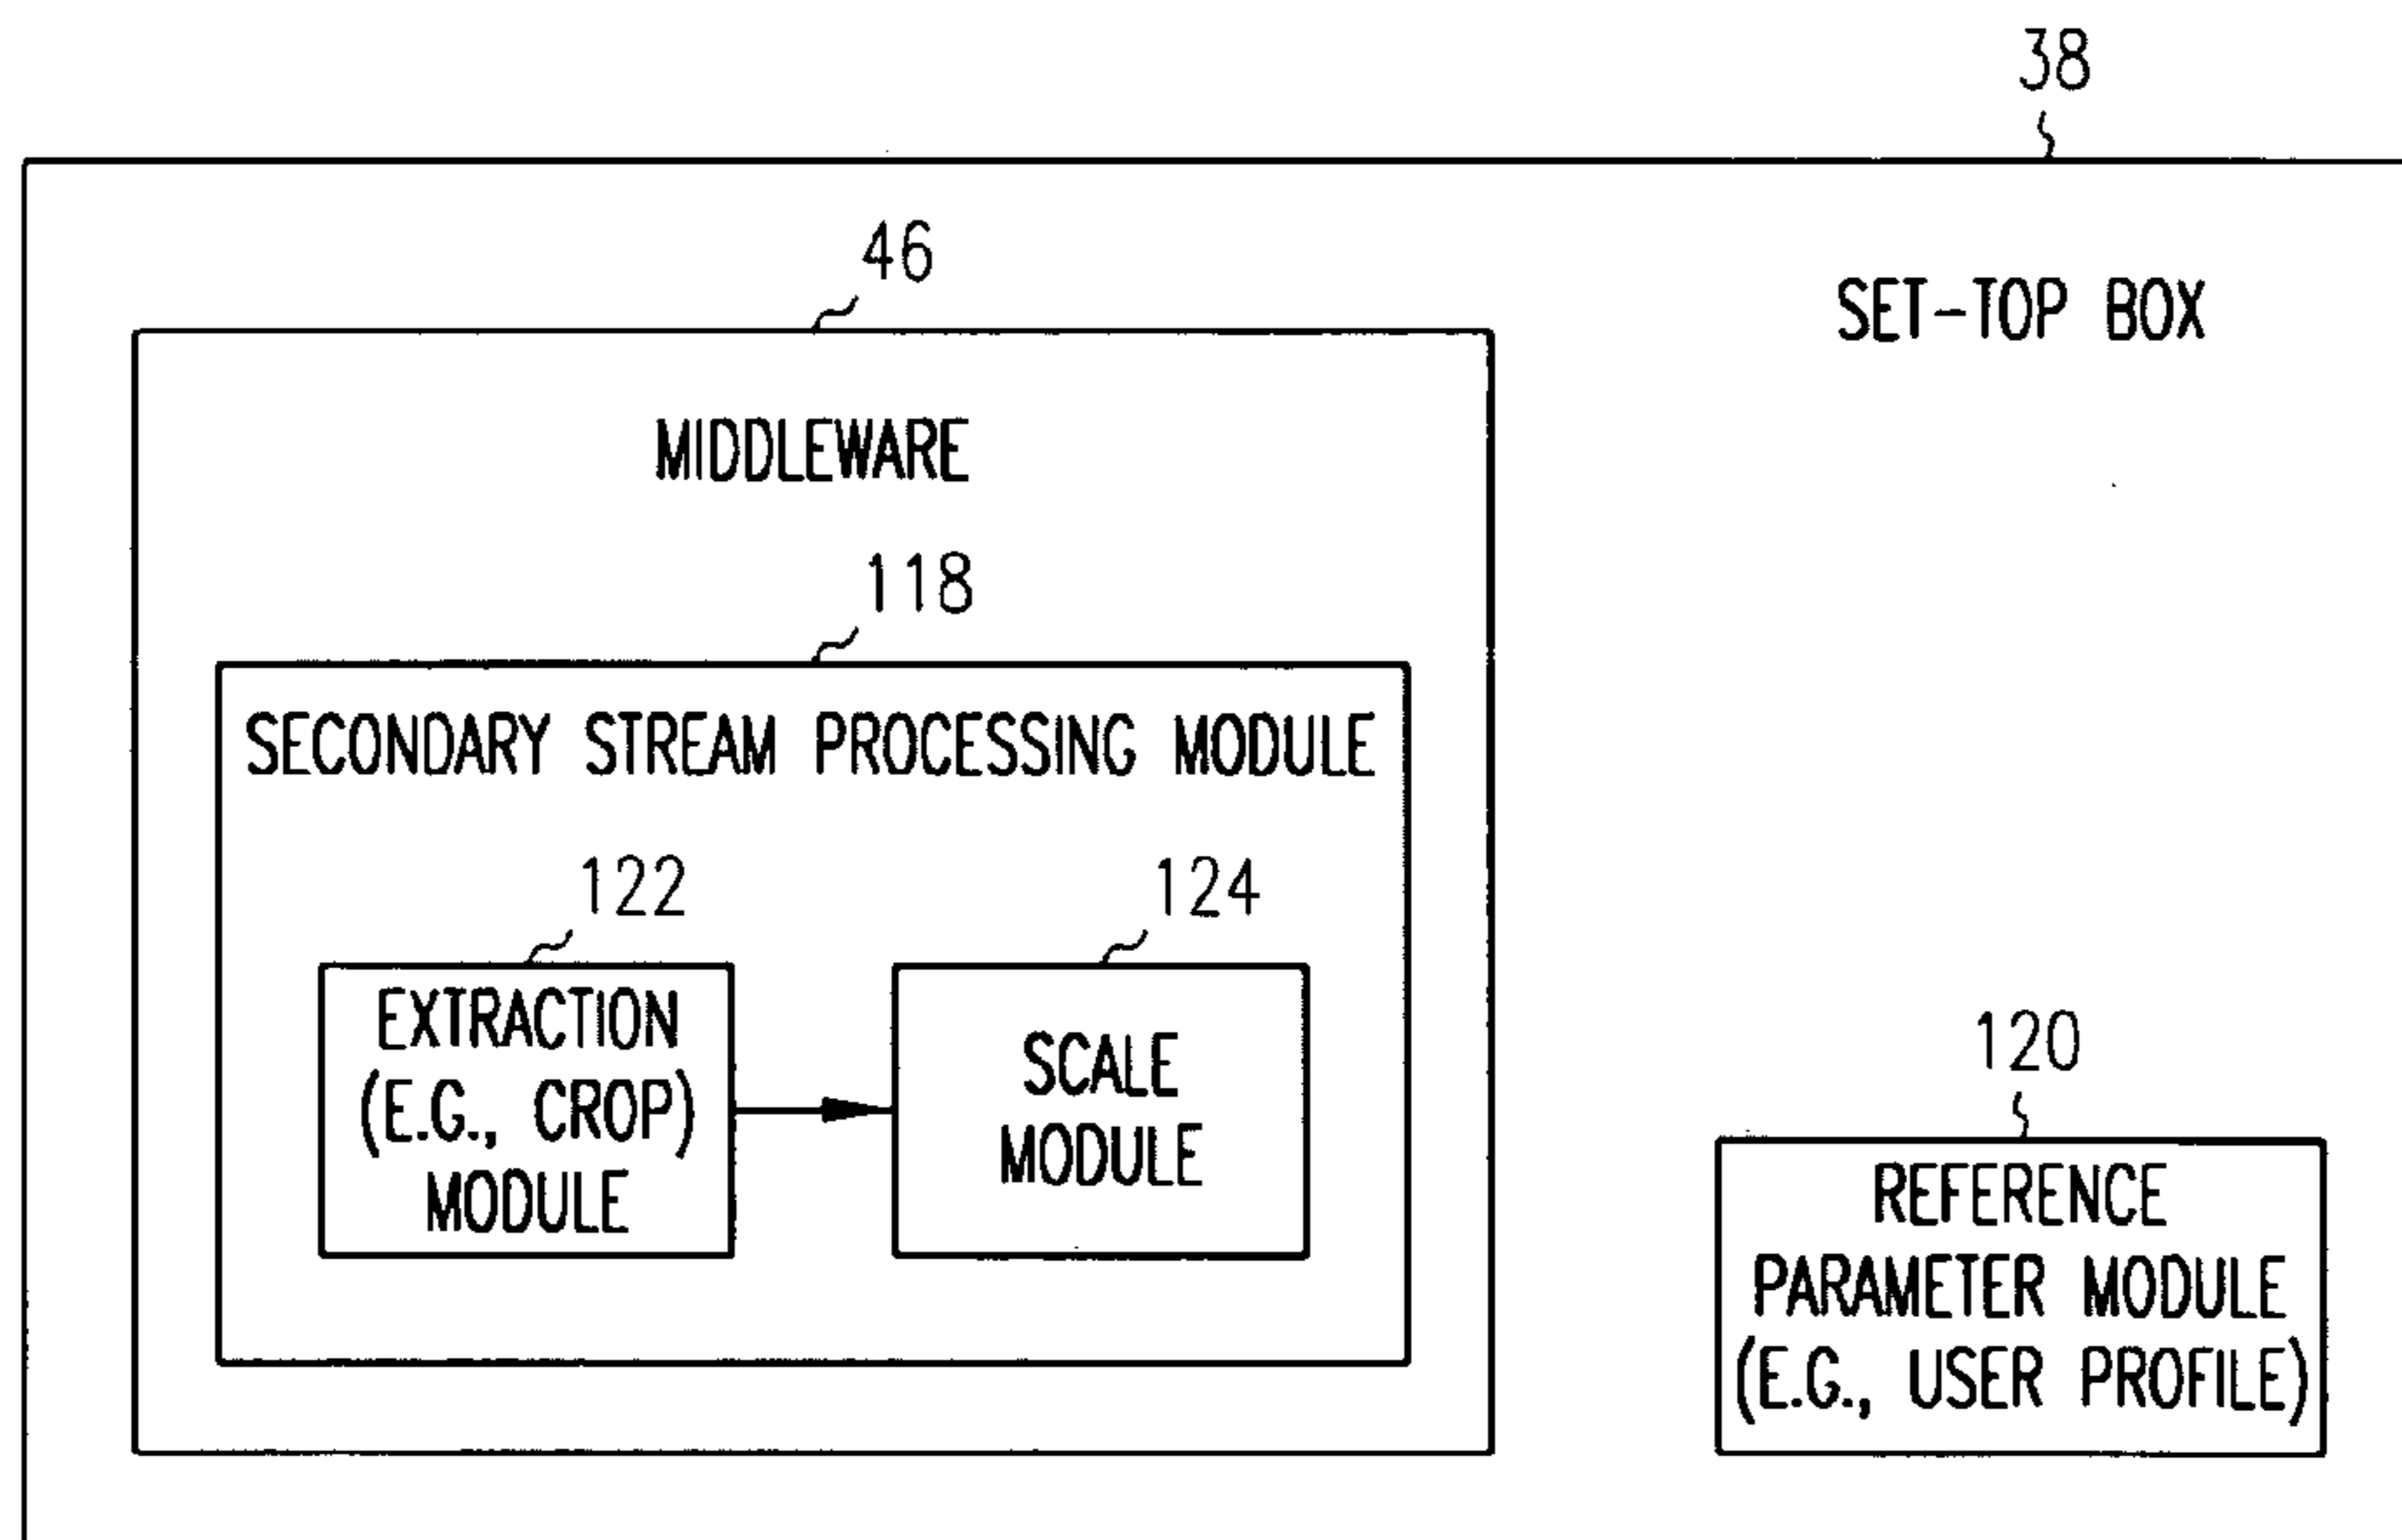 38
46
SET-TOP BOX
MIDDLEWARE
118
SECONDARY STREAM PROCESSING MODULE
122
124
EXTRACTION
(E.G., CROP)
MODULE
SCALE
MODULE
120
REFERENCE
PARAMETER MODULE
(E.G., USER PROFILE)